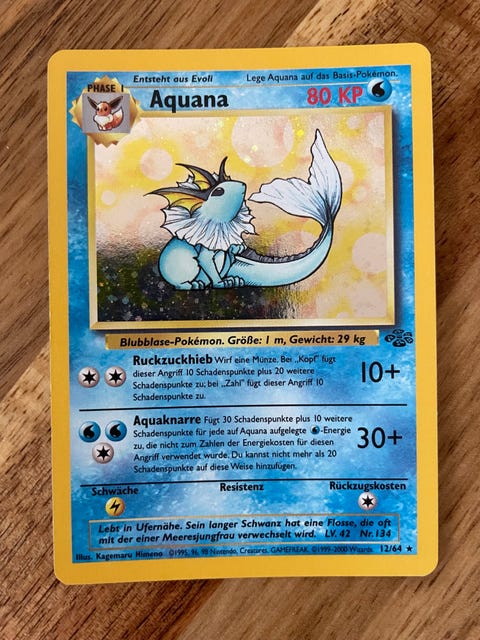 Entsteht aus Evoli
Lege Aquana auf das Basis-Pokémon.
PHASE 1
Aquana
80 KP
Blubblase-Pokémon. Größe: 1 m, Gewicht: 29 kg
Ruckzuckhieb Wirf eine Münze. Bei „Kopf" fügt
dieser Angriff 10 Schadenspunkte plus 20 weitere
Schadenspunkte zu; bei „Zahl" fügt dieser Angriff 10
Schadenspunkte zu.
10+
Aquaknarre Fügt 30 Schadenspunkte plus 10 weitere
Schadenspunkte für jede auf Aquana aufgelegte -Energie
zu, die nicht zum Zahlen der Energiekosten für diesen
Angriff verwendet wurde. Du kannst nicht mehr als 20
Schadenspunkte auf diese Weise hinzufügen.
30+
Schwäche
Resistenz
Rückzugskosten
Lebt in Ufernähe. Sein langer Schwanz hat eine Flosse, die oft
mit der einer Meeresjungfrau verwechselt wird. LV. 42 Nr. 134
Illus. Kagemaru Himeno ©1995, 96, 98 Nintendo, Creatures, GAMEFREAK. ©1999-2000 Wizards. 12/64 ★